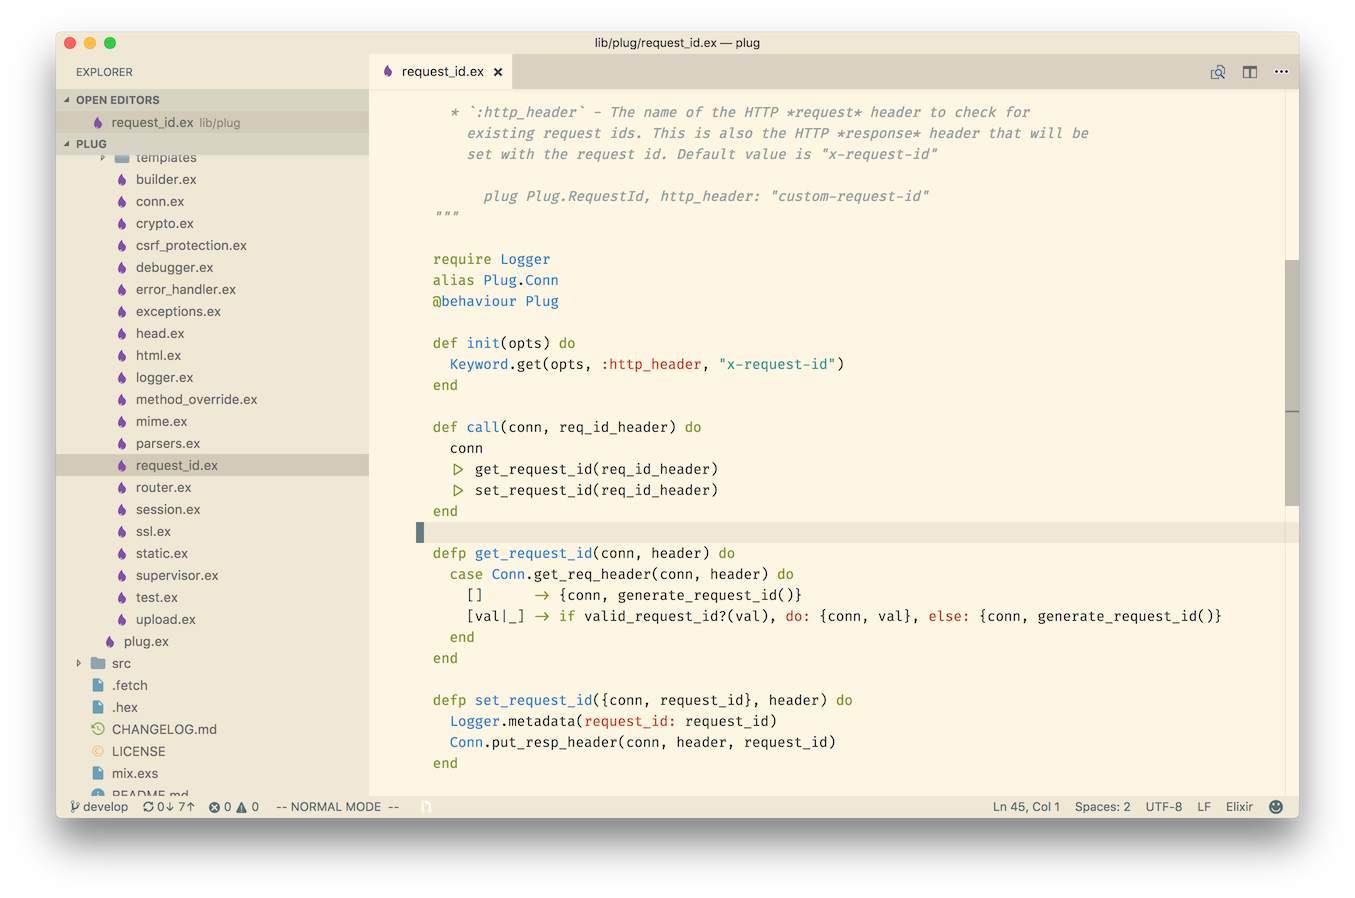 lib/plug/request_id.ex — plug
EXPLORER
OPEN EDITORS
request_id.ex lib/plug
PLUG
templates
builder.ex
conn.ex
crypto.ex
csrf_protection.ex
debugger.ex
error_handler.ex
exceptions.ex
head.ex
html.ex
logger.ex
method_override.ex
mime.ex
parsers.ex
request_id.ex
router.ex
session.ex
ssl.ex
static.ex
supervisor.ex
test.ex
upload.ex
plug.ex
src
.fetch
.hex
CHANGELOG.md
LICENSE
mix.exs
README.md
request_id.ex ×
* `:http_header` - The name of the HTTP *request* header to check for
existing request ids. This is also the HTTP *response* header that will be
set with the request id. Default value is "x-request-id"
plug Plug.RequestId, http_header: "custom-request-id"
"""
require Logger
alias Plug.Conn
@behaviour Plug
def init(opts) do
Keyword.get(opts, :http_header, "x-request-id")
end
def call(conn, req_id_header) do
conn
▷ get_request_id(req_id_header)
▷ set_request_id(req_id_header)
end
defp get_request_id(conn, header) do
case Conn.get_req_header(conn, header) do
[] → {conn, generate_request_id()}
[val|_] → if valid_request_id?(val), do: {conn, val}, else: {conn, generate_request_id()}
end
end
defp set_request_id({conn, request_id}, header) do
Logger.metadata(request_id: request_id)
Conn.put_resp_header(conn, header, request_id)
end
develop 0↓ 7↑ 0 0 -- NORMAL MODE -- Ln 45, Col 1 Spaces: 2 UTF-8 LF Elixir